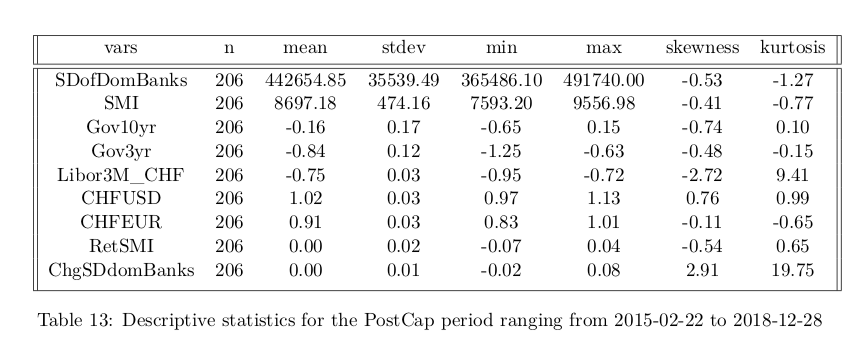 vars n mean stdev min max skewness kurtosis
SDofDomBanks 206 442654.85 35539.49 365486.10 491740.00 -0.53 -1.27
SMI 206 8697.18 474.16 7593.20 9556.98 -0.41 -0.77
Gov10yr 206 -0.16 0.17 -0.65 0.15 -0.74 0.10
Gov3yr 206 -0.84 0.12 -1.25 -0.63 -0.48 -0.15
Libor3M_CHF 206 -0.75 0.03 -0.95 -0.72 -2.72 9.41
CHFUSD 206 1.02 0.03 0.97 1.13 0.76 0.99
CHFEUR 206 0.91 0.03 0.83 1.01 -0.11 -0.65
RetSMI 206 0.00 0.02 -0.07 0.04 -0.54 0.65
ChgSDdomBanks 206 0.00 0.01 -0.02 0.08 2.91 19.75
Table 13: Descriptive statistics for the PostCap period ranging from 2015-02-22 to 2018-12-28